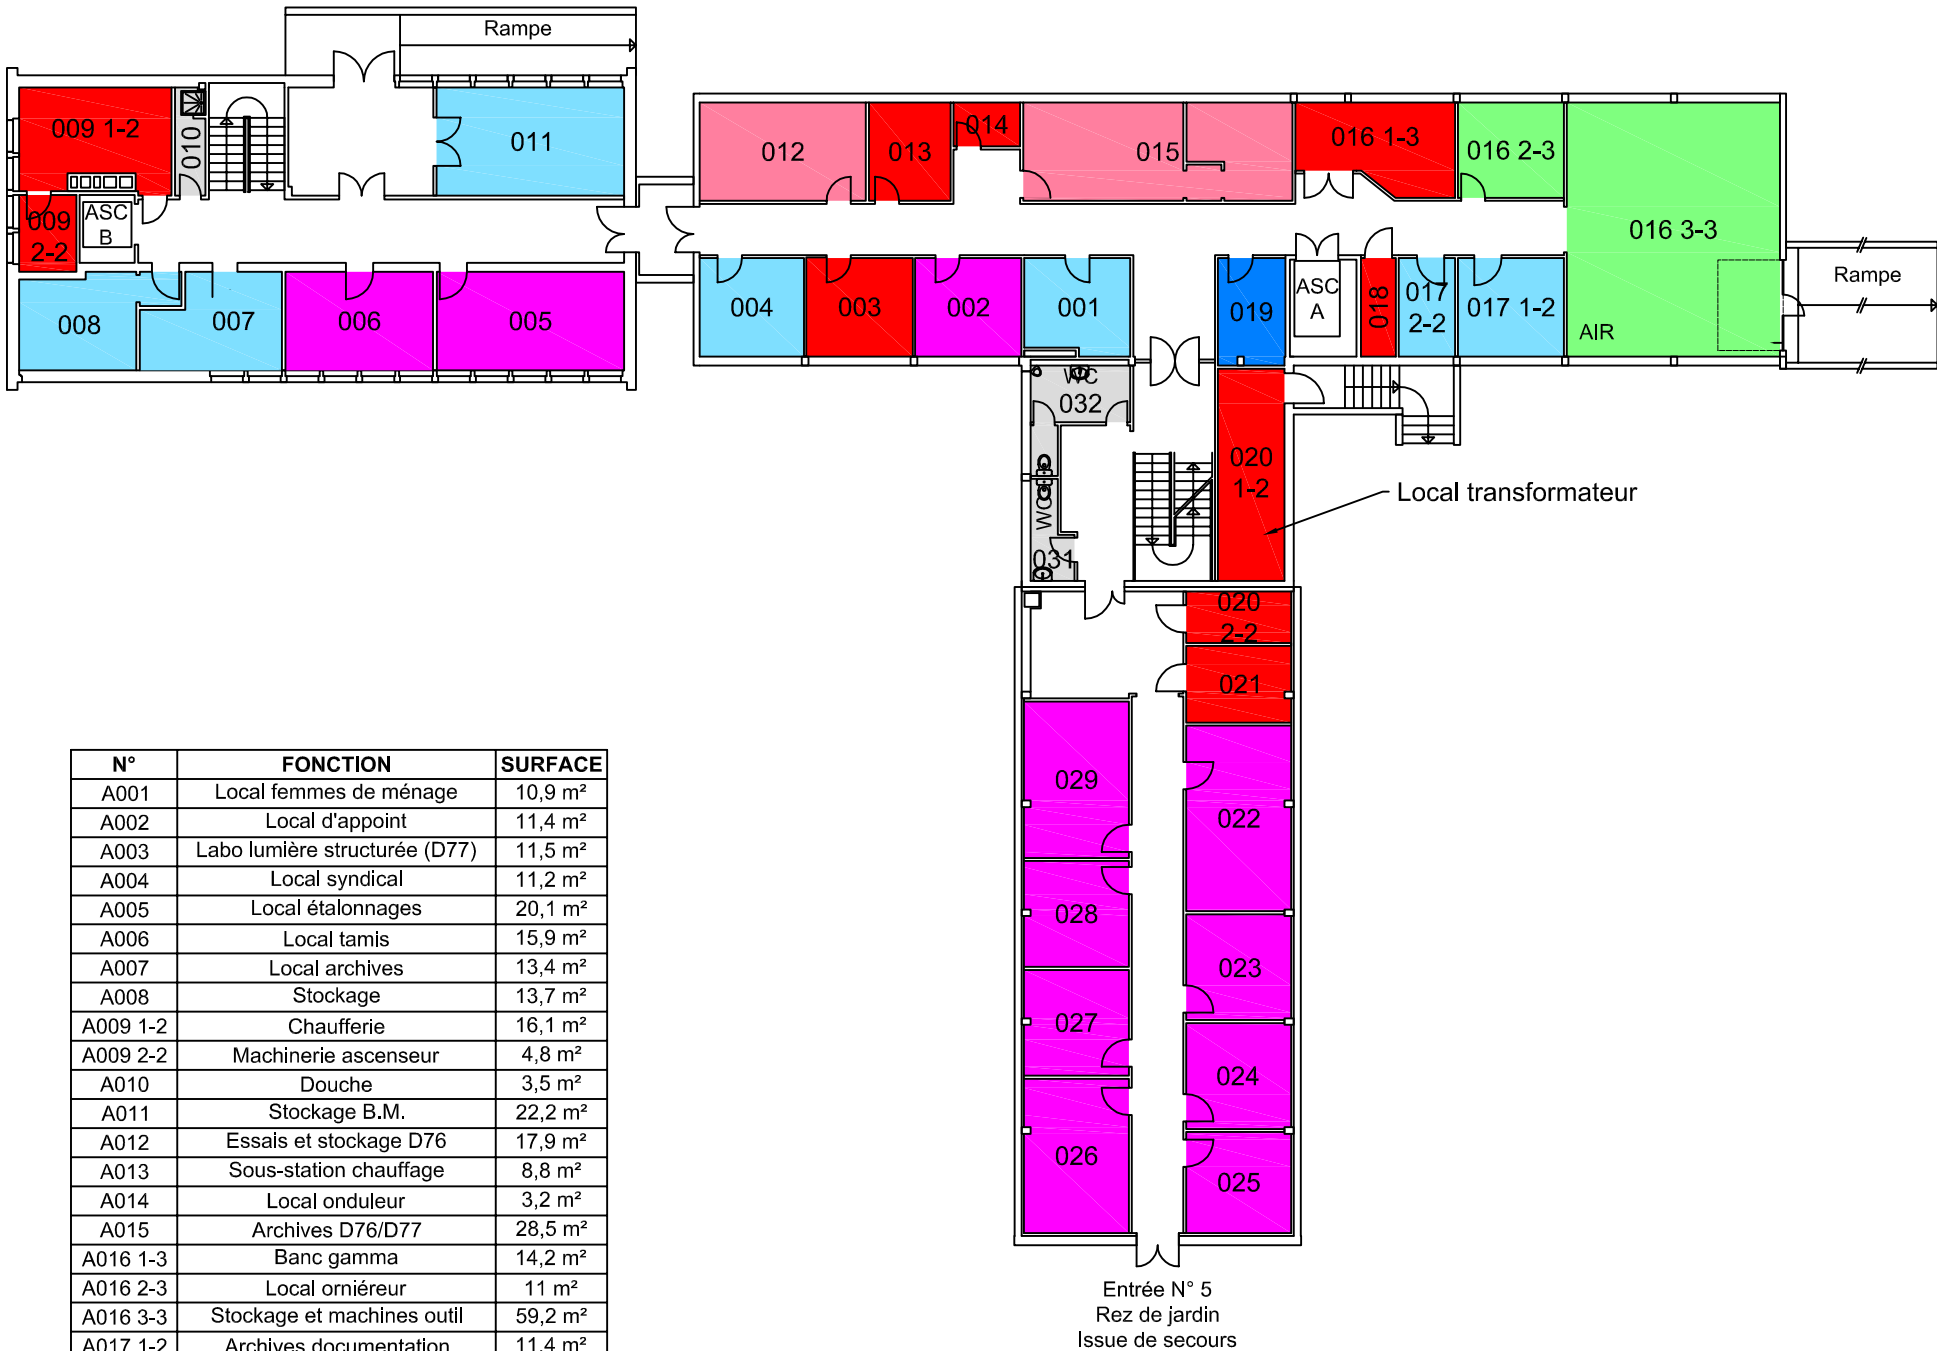 Rampe
009 1-2
010
011
012
013
014
015
016 1-3
016 2-3
016 3-3
009
2-2
ASC
B
008
007
006
005
004
003
002
001
019
ASC
A
018
017
2-2
017 1-2
AIR
Rampe
WC
032
WC
031
020
1-2
Local transformateur
020
2-2
021
029
022
028
023
027
024
026
025
Entrée N° 5
Rez de jardin
Issue de secours
N° FONCTION SURFACE
A001 Local femmes de ménage 10,9 m²
A002 Local d'appoint 11,4 m²
A003 Labo lumière structurée (D77) 11,5 m²
A004 Local syndical 11,2 m²
A005 Local étalonnages 20,1 m²
A006 Local tamis 15,9 m²
A007 Local archives 13,4 m²
A008 Stockage 13,7 m²
A009 1-2 Chaufferie 16,1 m²
A009 2-2 Machinerie ascenseur 4,8 m²
A010 Douche 3,5 m²
A011 Stockage B.M. 22,2 m²
A012 Essais et stockage D76 17,9 m²
A013 Sous-station chauffage 8,8 m²
A014 Local onduleur 3,2 m²
A015 Archives D76/D77 28,5 m²
A016 1-3 Banc gamma 14,2 m²
A016 2-3 Local orniéreur 11 m²
A016 3-3 Stockage et machines outil 59,2 m²
A017 1-2 Archives documentation 11,4 m²